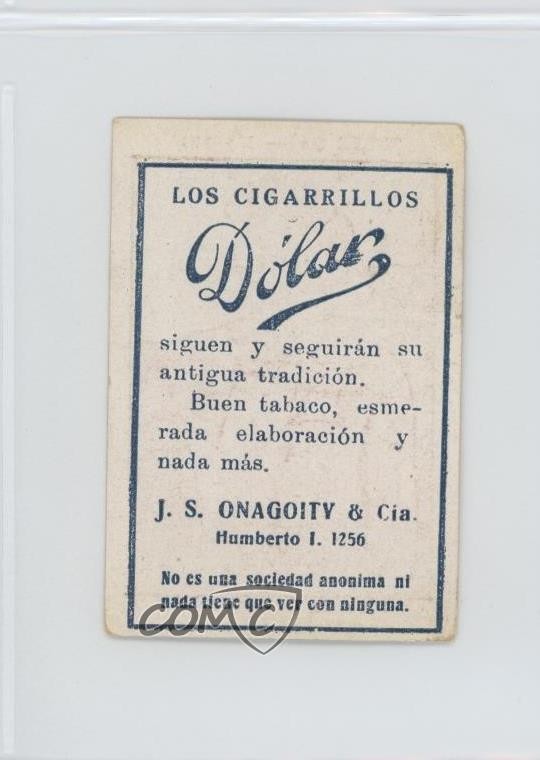 LOS CIGARRILLOS
Dólar
siguen y seguirán su
antigua tradición.
Buen tabaco, esme-
rada elaboración y
nada más.
J. S. ONAGOITY & Cía.
Humberto I. 1256
No es una sociedad anonima ni
nada tiene que ver con ninguna.
COMC